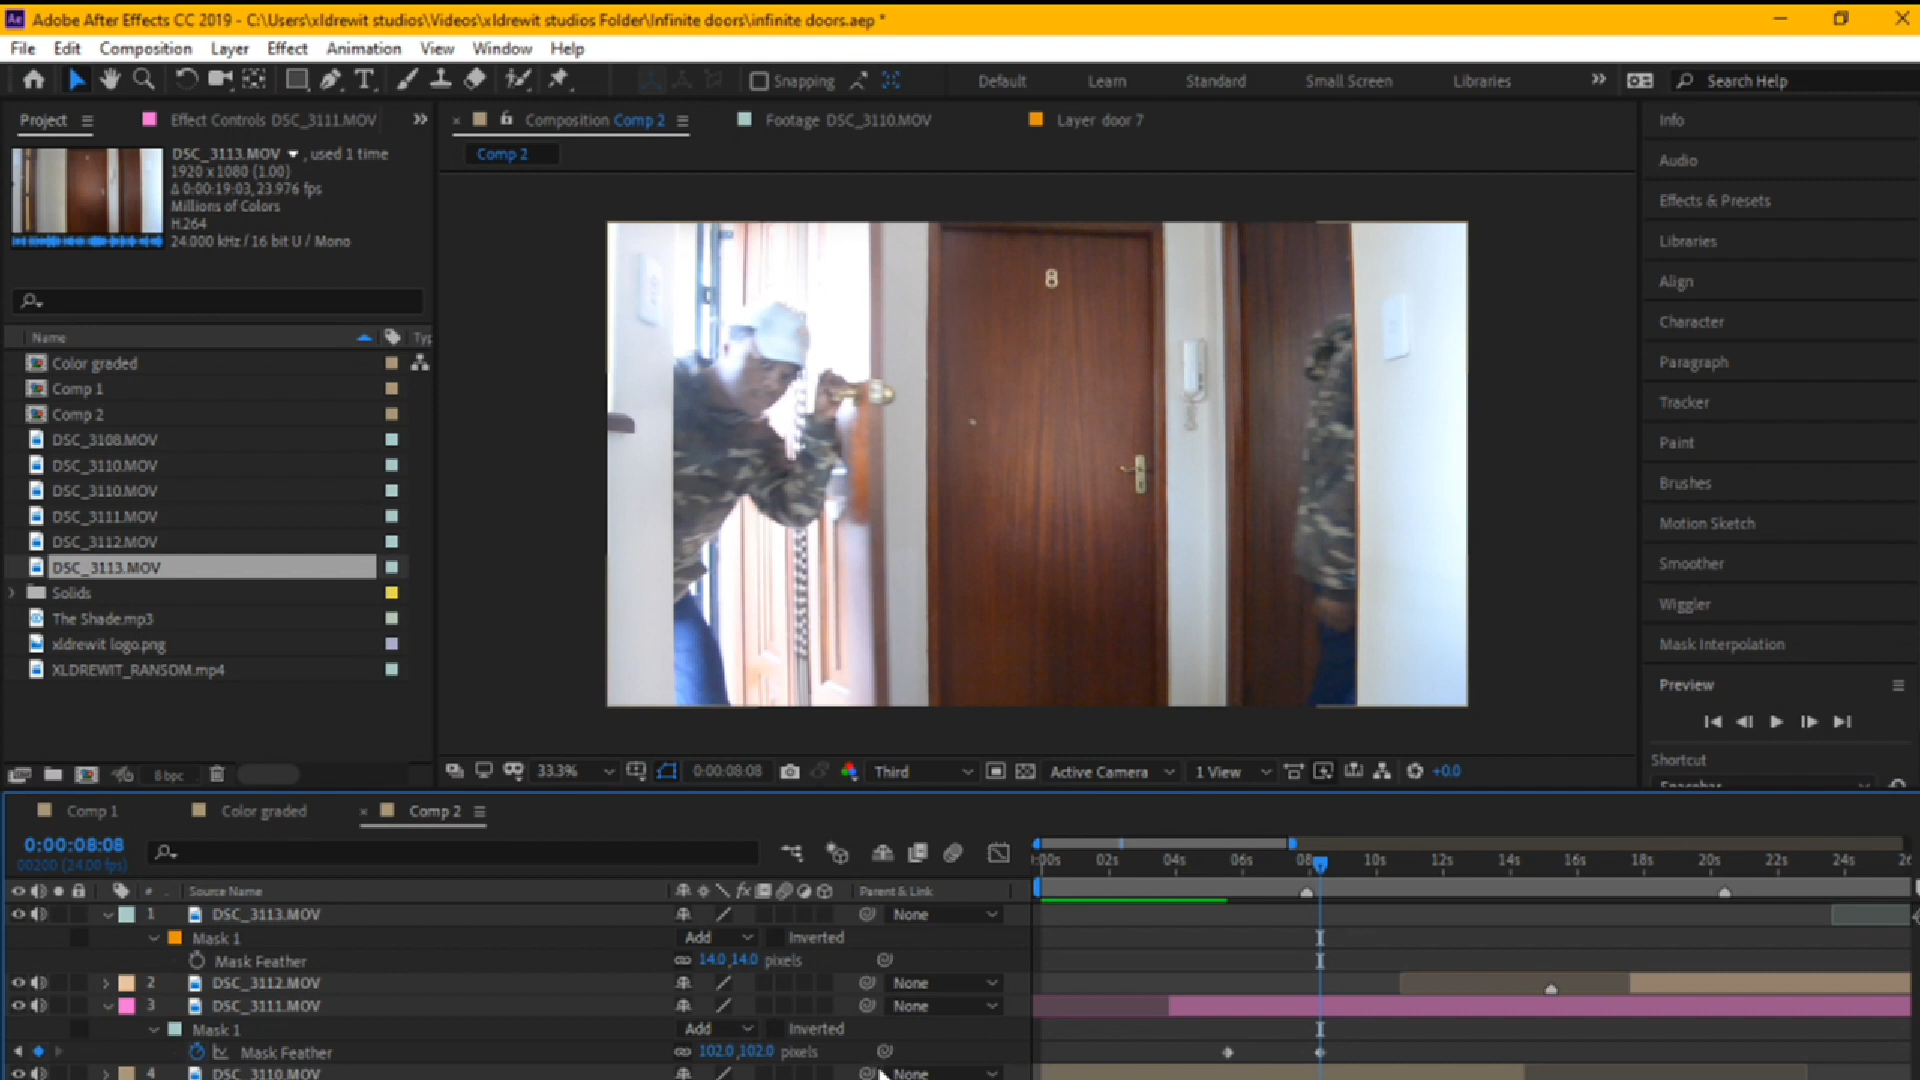 Adobe After Effects CC 2019 - C:\Users\xldrewit studios\Videos\xldrewit studios Folder\Infinite doors\infinite doors.aep *
File Edit Composition Layer Effect Animation View Window Help
Snapping Default Learn Standard Small Screen Libraries Search Help
Project Effect Controls DSC_3111.MOV Composition Comp 2 Footage DSC_3110.MOV Layer door 7
Comp 2
DSC_3113.MOV , used 1 time
1920 x 1080 (1.00)
Δ 0:00:19:03, 23.976 fps
Millions of Colors
H.264
24.000 kHz / 16 bit U / Mono
Name
Color graded
Comp 1
Comp 2
DSC_3108.MOV
DSC_3110.MOV
DSC_3110.MOV
DSC_3111.MOV
DSC_3112.MOV
DSC_3113.MOV
Solids
The Shade.mp3
xldrewit logo.png
XLDREWIT_RANSOM.mp4
8 bpc
8
33.3% 0:00:08:08 Third Active Camera 1 View +0.0
Info
Audio
Effects & Presets
Libraries
Align
Character
Paragraph
Tracker
Paint
Brushes
Motion Sketch
Smoother
Wiggler
Mask Interpolation
Preview
Shortcut
Comp 1 Color graded Comp 2
0:00:08:08
00200 (24.00 fps)
:00s 02s 04s 06s 08 10s 12s 14s 16s 18s 20s 22s 24s
# Source Name fx Parent & Link
1 DSC_3113.MOV None
Mask 1 Add Inverted
Mask Feather 14.0,14.0 pixels
2 DSC_3112.MOV None
3 DSC_3111.MOV None
Mask 1 Add Inverted
Mask Feather 102.0,102.0 pixels
4 DSC_3110.MOV None